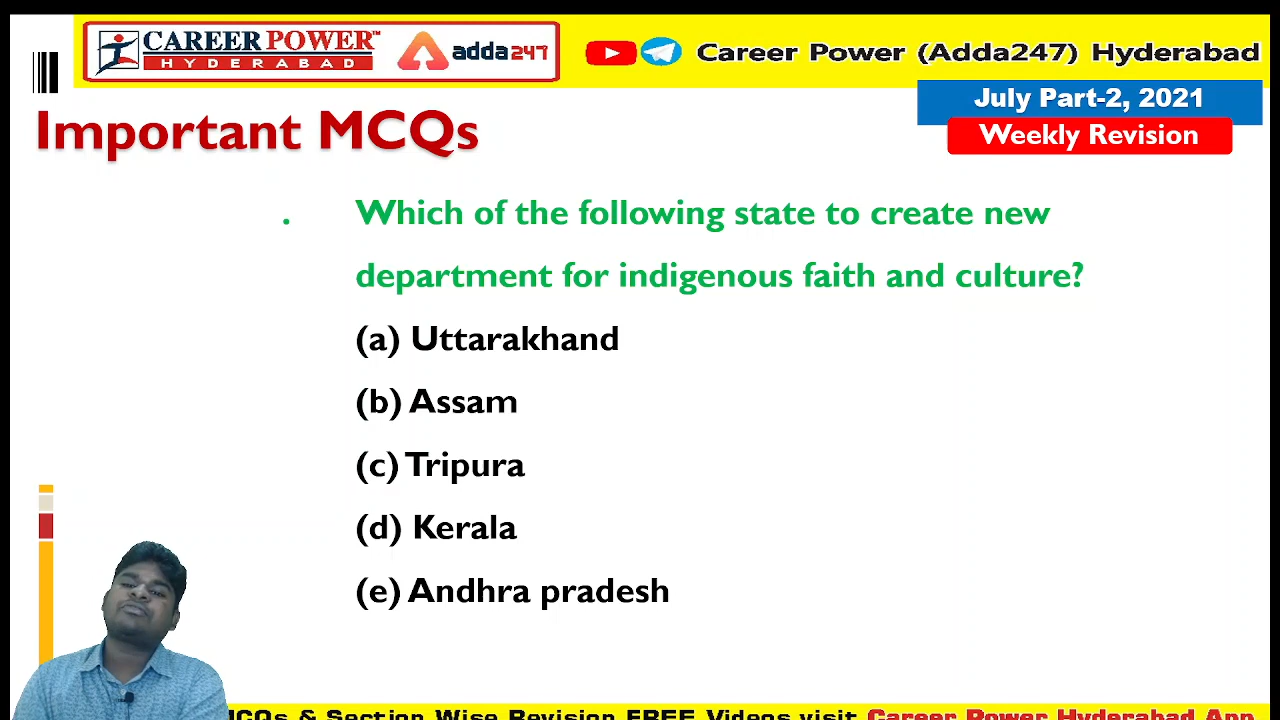 CAREER POWER™
HYDERABAD
adda247
Career Power (Adda247) Hyderabad
July Part-2, 2021
Weekly Revision
Important MCQs
. Which of the following state to create new
department for indigenous faith and culture?
(a) Uttarakhand
(b) Assam
(c) Tripura
(d) Kerala
(e) Andhra pradesh
MCQs & Section Wise Revision FREE Videos visit Career Power Hyderabad App